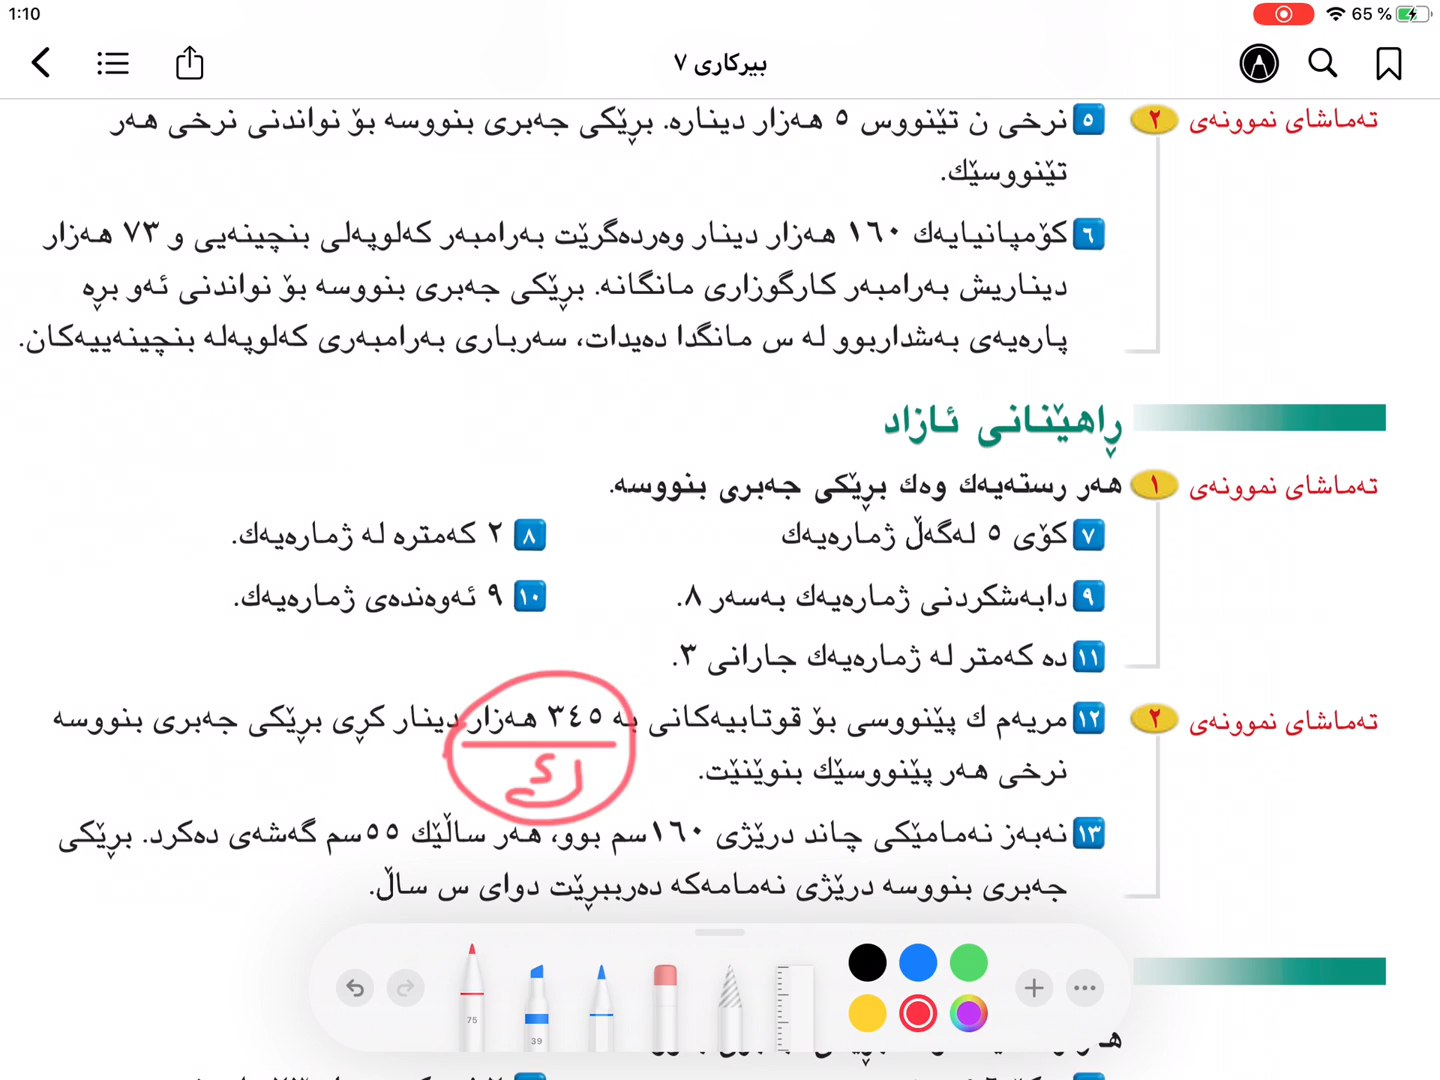 1:10
65 %
بیرکاری ٧
تەماشای نموونەی ٢
٥ نرخی ن تێنووس ٥ هەزار دینارە. بڕێکی جەبری بنووسە بۆ نواندنی نرخی هەر
تێنووسێك.
٦ کۆمپانیایەك ١٦٠ هەزار دینار وەردەگرێت بەرامبەر کەلوپەلی بنچینەیی و ٧٣ هەزار
دیناریش بەرامبەر کارگوزاری مانگانە. بڕێکی جەبری بنووسە بۆ نواندنی ئەو بڕە
پارەیەی بەشداربوو لە س مانگدا دەیدات، سەرباری بەرامبەری کەلوپەلە بنچینەییەکان.
ڕاهێنانی ئازاد
تەماشای نموونەی ١
هەر رستەیەك وەك بڕێکی جەبری بنووسە.
٧ کۆی ٥ لەگەڵ ژمارەیەك
٨ ٢ کەمترە لە ژمارەیەك.
٩ دابەشکردنی ژمارەیەك بەسەر ٨.
١٠ ٩ ئەوەندەی ژمارەیەك.
١١ دە کەمتر لە ژمارەیەك جارانی ٣.
تەماشای نموونەی ٢
١٢ مریەم ك پێنووسی بۆ قوتابیەکانی بە ٣٤٥ هەزار دینار کڕی بڕێکی جەبری بنووسە
نرخی هەر پێنووسێك بنوێنێت.
ك
١٣ نەبەز نەمامێکی چاند درێژی ١٦٠سم بوو، هەر ساڵێك ٥٥سم گەشەی دەکرد. بڕێکی
جەبری بنووسە درێژی نەمامەکە دەرببڕێت دوای س ساڵ.
75
39